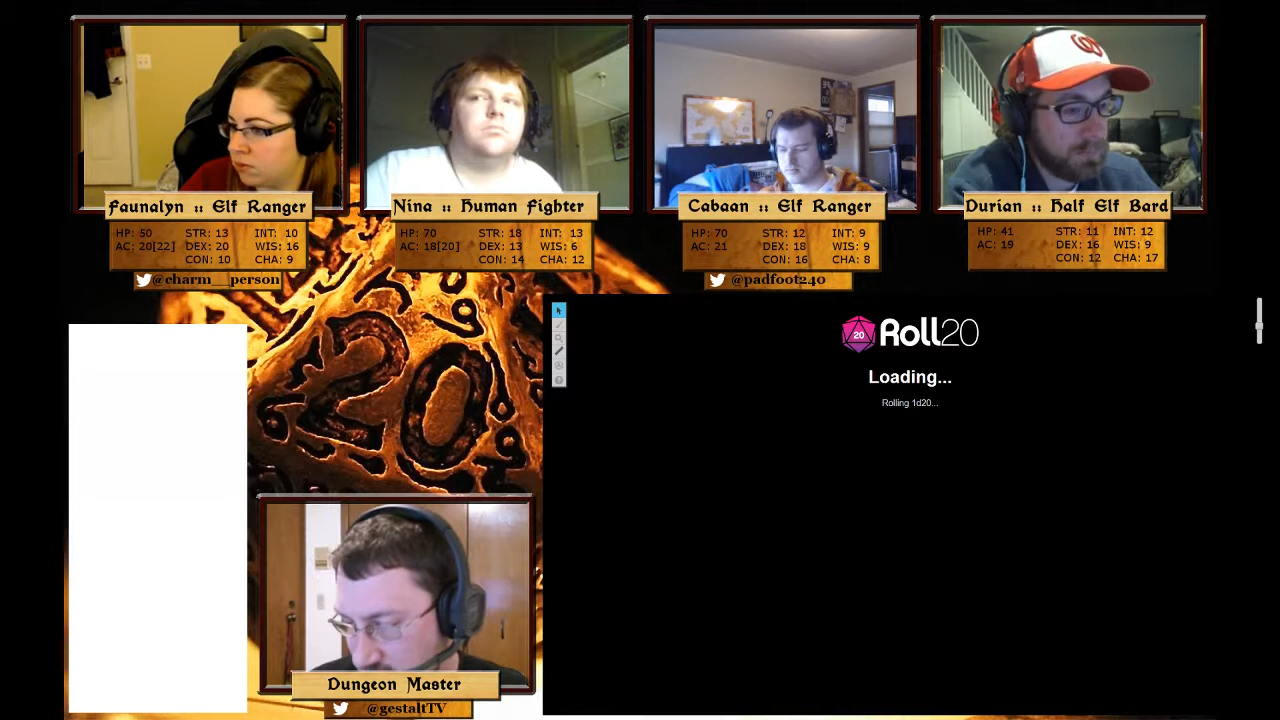 Faunalyn :: Elf Ranger
HP: 50 STR: 13 INT: 10
AC: 20[22] DEX: 20 WIS: 16
CON: 10 CHA: 9
@charm__person
Nina :: Human Fighter
HP: 70 STR: 18 INT: 13
AC: 18[20] DEX: 13 WIS: 6
CON: 14 CHA: 12
Cabaan :: Elf Ranger
HP: 70 STR: 12 INT: 9
AC: 21 DEX: 18 WIS: 9
CON: 16 CHA: 8
@padfoot240
Durian :: Half Elf Bard
HP: 41 STR: 11 INT: 12
AC: 19 DEX: 16 WIS: 9
CON: 12 CHA: 17
20
20 Roll20
Loading...
Rolling 1d20...
Dungeon Master
@gestaltTV